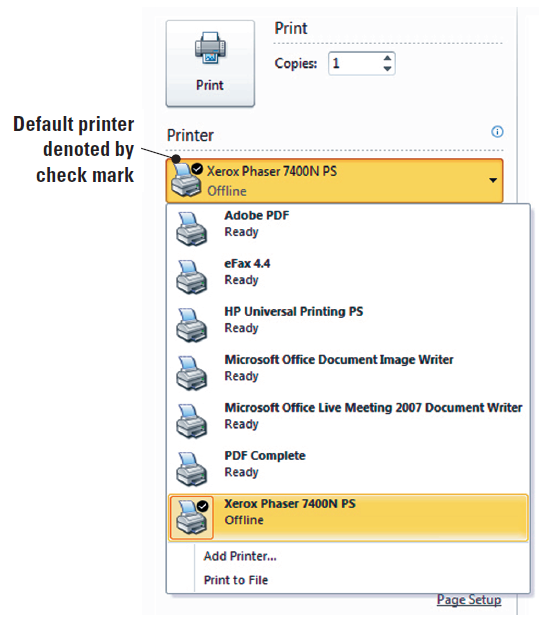 Print
Copies: 1
Print
Default printer
denoted by
check mark
Printer
Xerox Phaser 7400N PS
Offline
Adobe PDF
Ready
eFax 4.4
Ready
HP Universal Printing PS
Ready
Microsoft Office Document Image Writer
Ready
Microsoft Office Live Meeting 2007 Document Writer
Ready
PDF Complete
Ready
Xerox Phaser 7400N PS
Offline
Add Printer...
Print to File
Page Setup